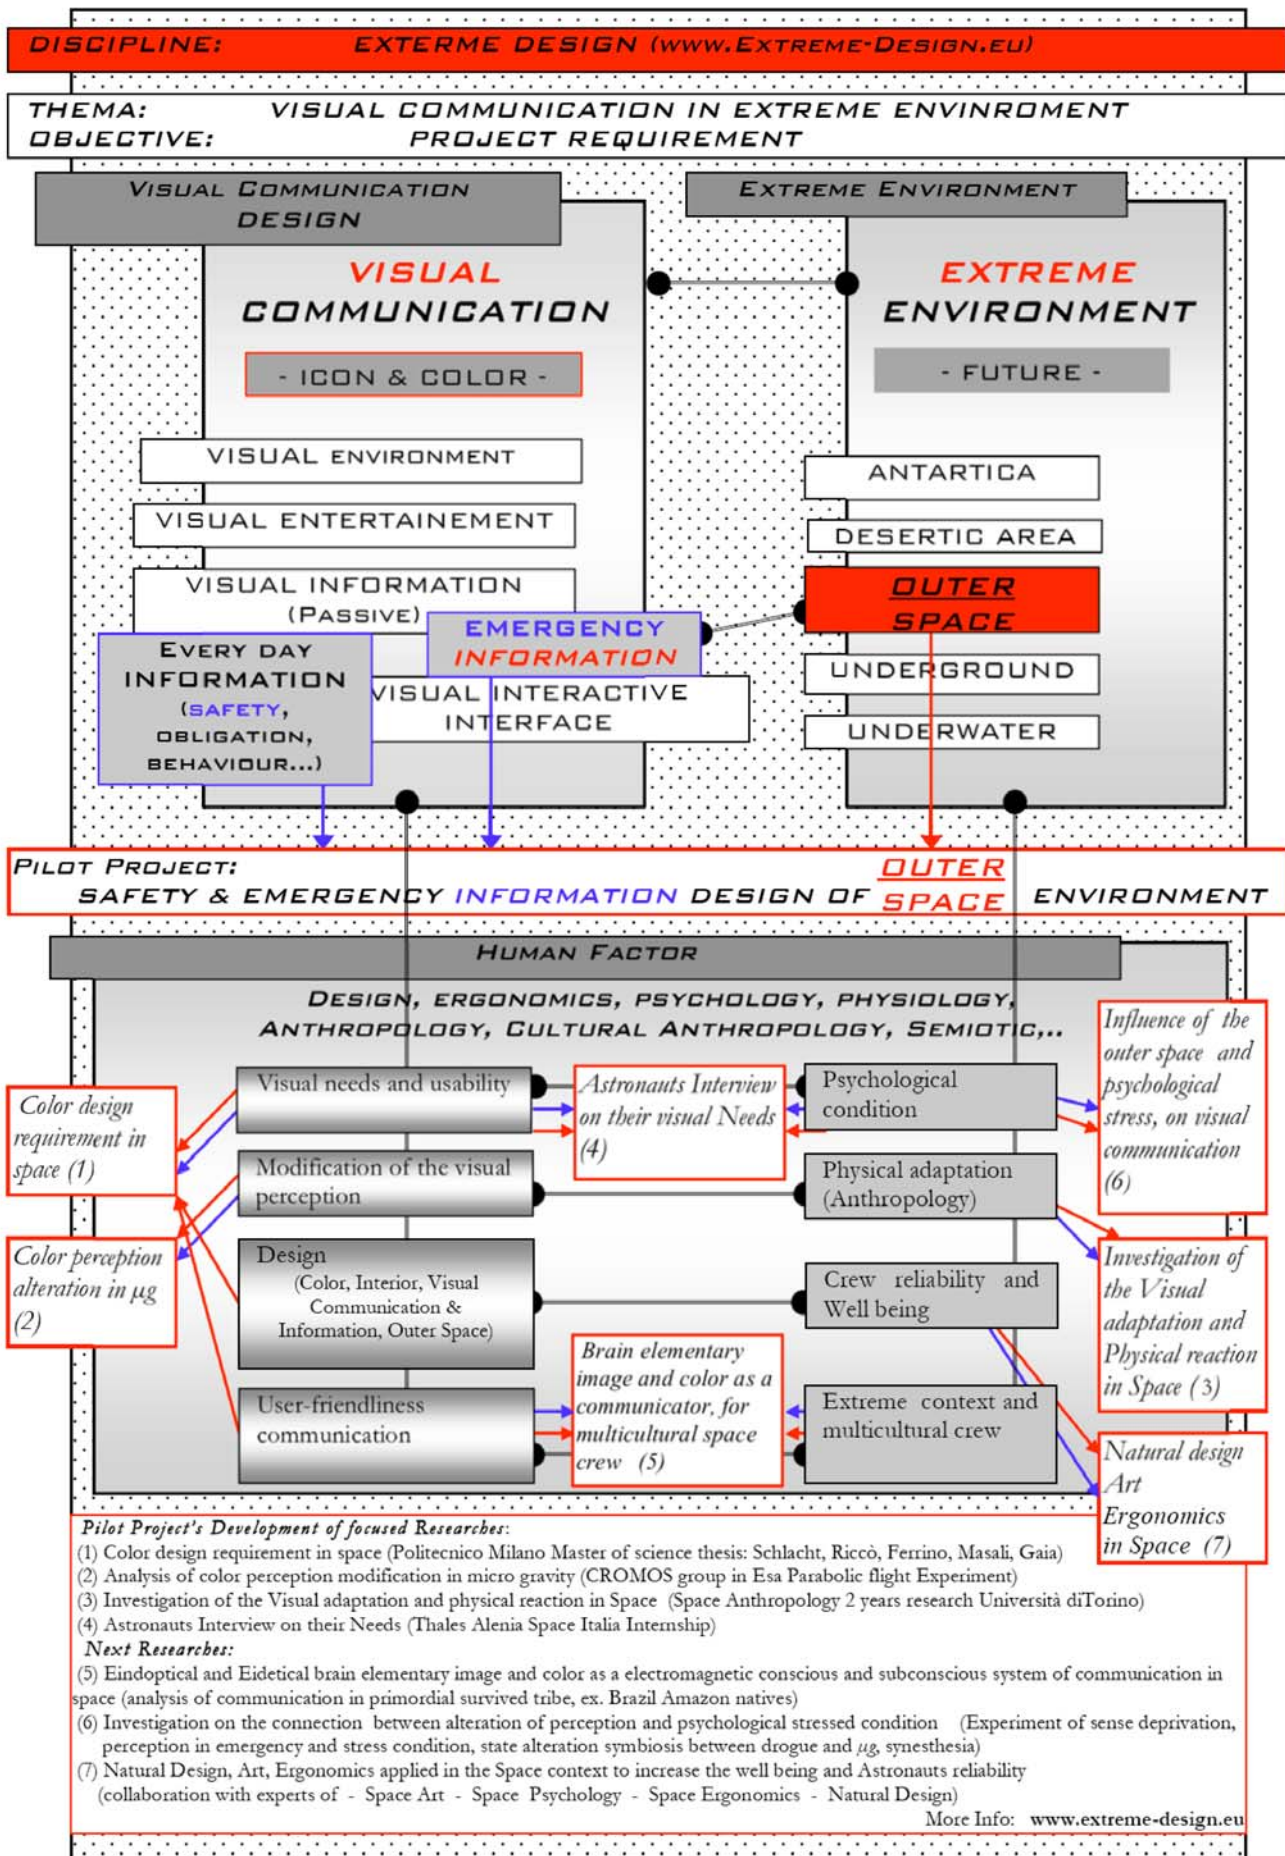 DISCIPLINE: EXTERME DESIGN (www.Extreme-Design.eu)
THEMA: VISUAL COMMUNICATION IN EXTREME ENVINROMENT
OBJECTIVE: PROJECT REQUIREMENT
Visual Communication
DESIGN
VISUAL
COMMUNICATION
- ICON & COLOR -
VISUAL ENVIRONMENT
VISUAL ENTERTAINEMENT
VISUAL INFORMATION
(Passive)
EMERGENCY
INFORMATION
Every day
INFORMATION
(SAFETY,
OBLIGATION,
BEHAVIOUR...)
VISUAL INTERACTIVE
INTERFACE
Extreme Environment
EXTREME
ENVIRONMENT
- FUTURE -
ANTARTICA
DESERTIC AREA
OUTER
SPACE
UNDERGROUND
UNDERWATER
Pilot Project:
SAFETY & EMERGENCY INFORMATION DESIGN OF OUTER SPACE ENVIRONMENT
Human Factor
Design, ergonomics, psychology, physiology,
Anthropology, Cultural Anthropology, Semiotic,..
Color design
requirement in
space (1)
Color perception
alteration in µg
(2)
Visual needs and usability
Modification of the visual
perception
Design
(Color, Interior, Visual
Communication &
Information, Outer Space)
User-friendliness
communication
Astronauts Interview
on their visual Needs
(4)
Brain elementary
image and color as a
communicator, for
multicultural space
crew (5)
Psychological
condition
Physical adaptation
(Anthropology)
Crew reliability and
Well being
Extreme context and
multicultural crew
Influence of the
outer space and
psychological
stress, on visual
communication
(6)
Investigation of
the Visual
adaptation and
Physical reaction
in Space (3)
Natural design
Art
Ergonomics
in Space (7)
Pilot Project's Development of focused Researches:
(1) Color design requirement in space (Politecnico Milano Master of science thesis: Schlacht, Riccò, Ferrino, Masali, Gaia)
(2) Analysis of color perception modification in micro gravity (CROMOS group in Esa Parabolic flight Experiment)
(3) Investigation of the Visual adaptation and physical reaction in Space (Space Anthropology 2 years research Università diTorino)
(4) Astronauts Interview on their Needs (Thales Alenia Space Italia Internship)
Next Researches:
(5) Eindoptical and Eidetical brain elementary image and color as a electromagnetic conscious and subconscious system of communication in
space (analysis of communication in primordial survived tribe, ex. Brazil Amazon natives)
(6) Investigation on the connection between alteration of perception and psychological stressed condition (Experiment of sense deprivation,
perception in emergency and stress condition, state alteration symbiosis between drogue and µg, synesthesia)
(7) Natural Design, Art, Ergonomics applied in the Space context to increase the well being and Astronauts reliability
(collaboration with experts of - Space Art - Space Psychology - Space Ergonomics - Natural Design)
More Info: www.extreme-design.eu